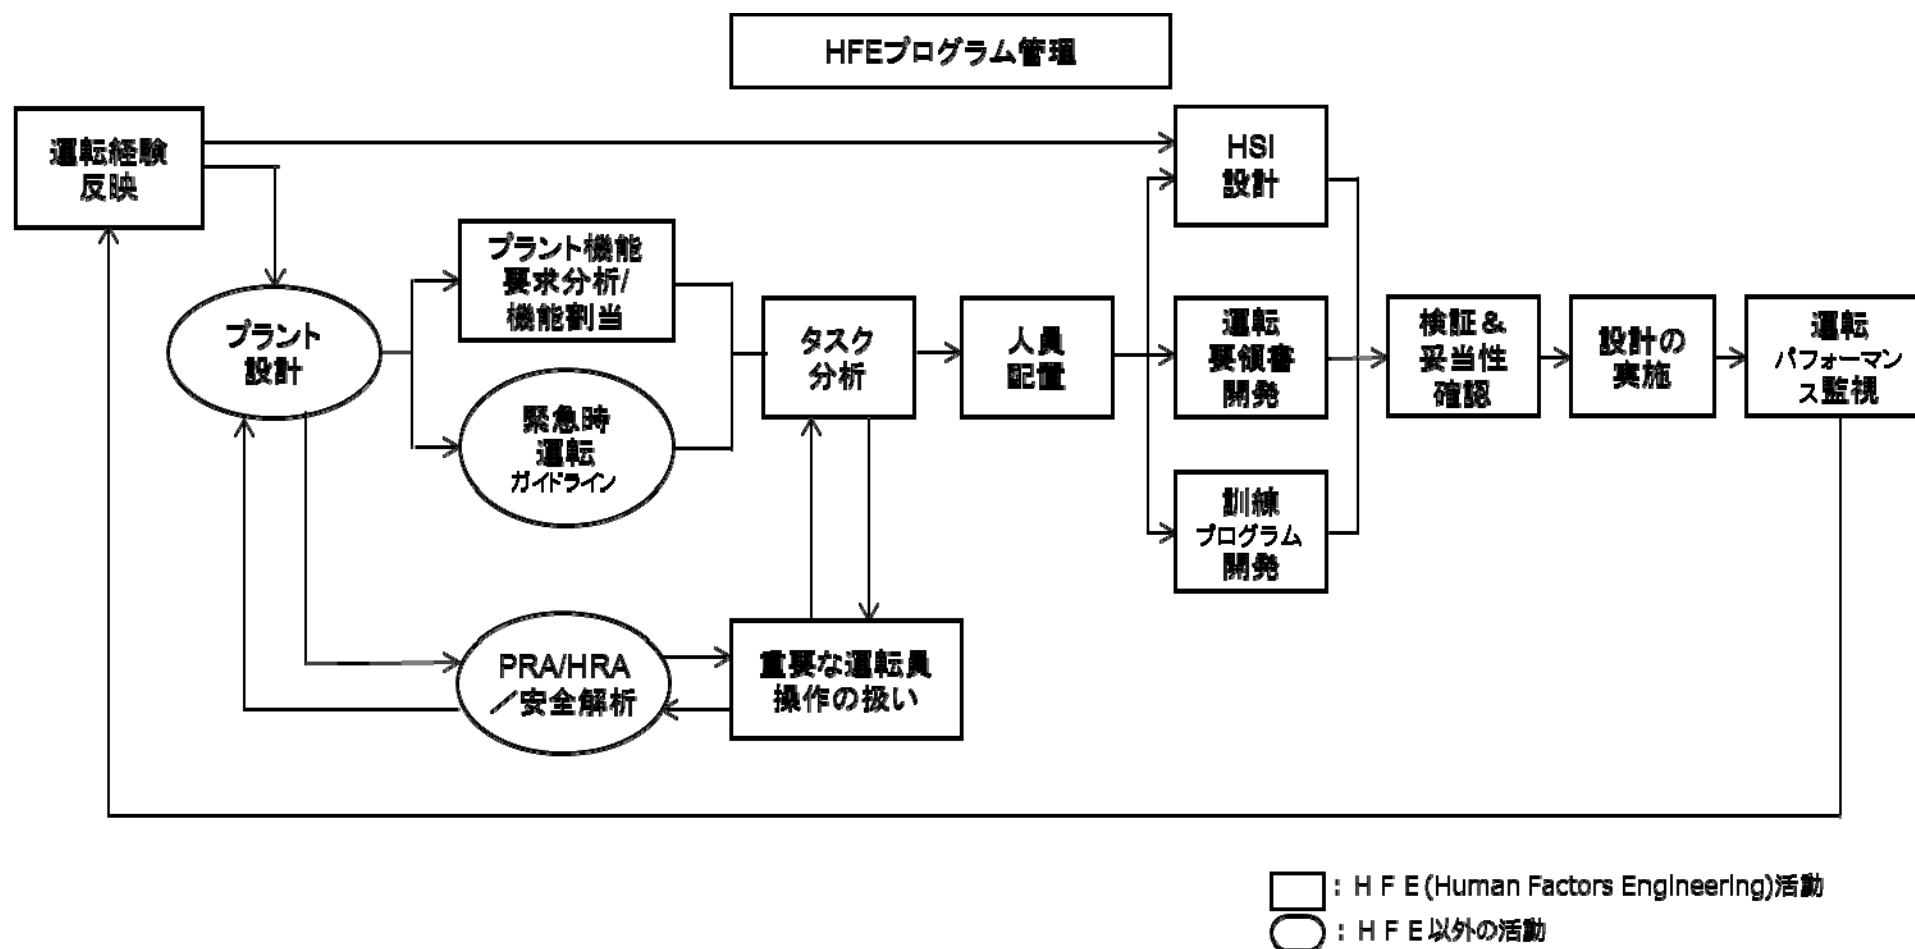 HFEプログラム管理
運転経験
反映
HSI
設計
プラント機能
要求分析/
機能割当
プラント
設計
タスク
分析
人員
配置
運転
要領書
開発
検証&
妥当性
確認
設計の
実施
運転
パフォーマン
ス監視
緊急時
運転
ガイドライン
訓練
プログラム
開発
PRA/HRA
/安全解析
重要な運転員
操作の扱い
:HFE(Human Factors Engineering)活動
:HFE以外の活動